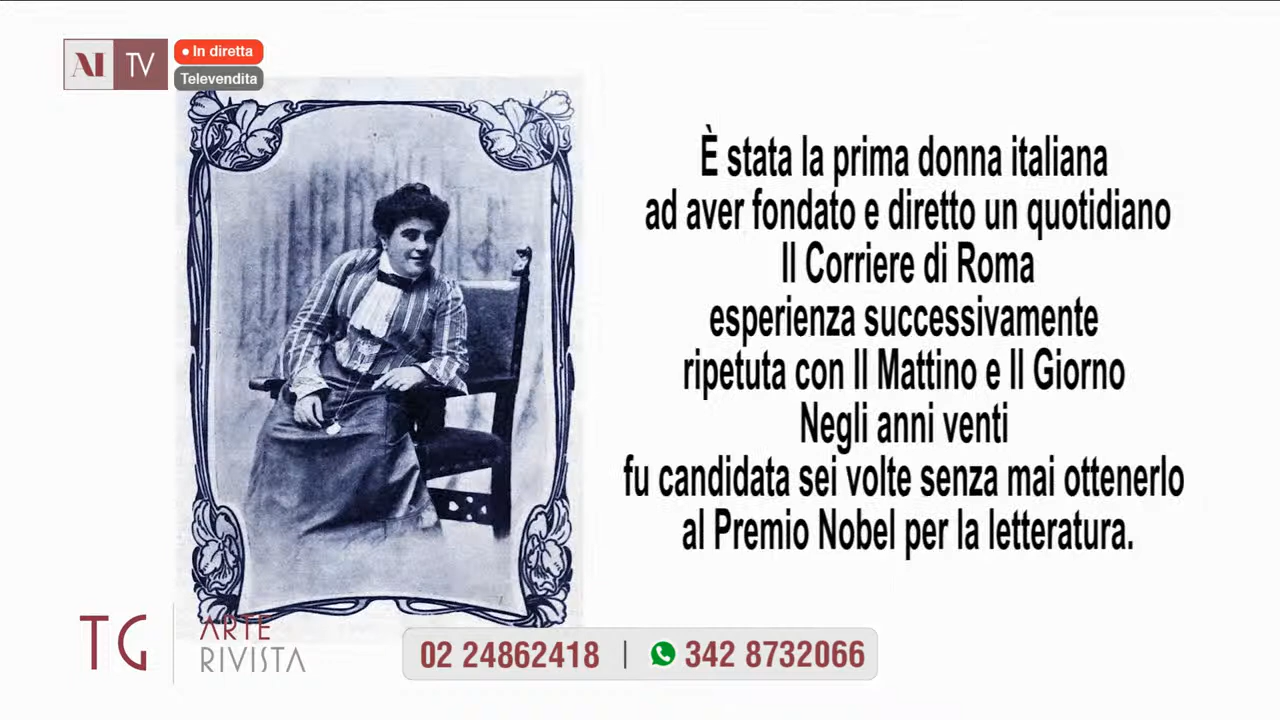 AI TV
• In diretta
Televendita
È stata la prima donna italiana
ad aver fondato e diretto un quotidiano
Il Corriere di Roma
esperienza successivamente
ripetuta con Il Mattino e Il Giorno
Negli anni venti
fu candidata sei volte senza mai ottenerlo
al Premio Nobel per la letteratura.
TG
ARTE
RIVISTA
02 24862418 | 342 8732066